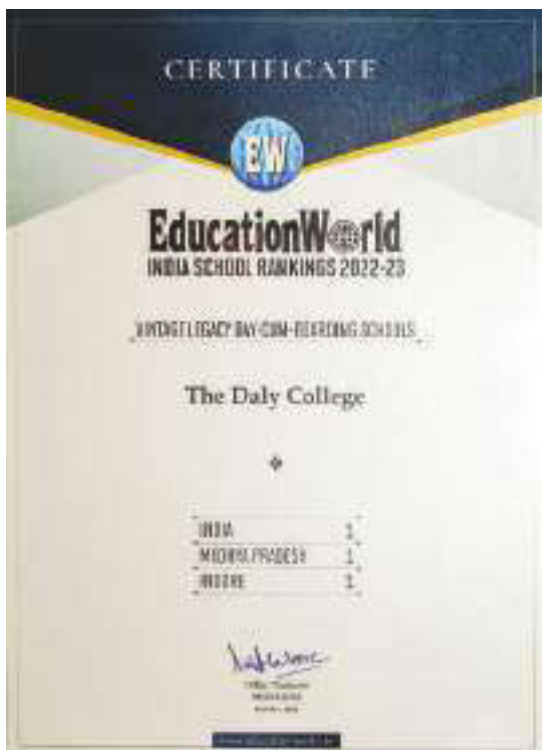 CERTIFICATE
EW
EducationWorld
INDIA SCHOOL RANKINGS 2022-23
VINTAGE LEGACY DAY-CUM-BOARDING SCHOOLS
The Daly College
INDIA 1
MADHYA PRADESH 1
INDORE 1